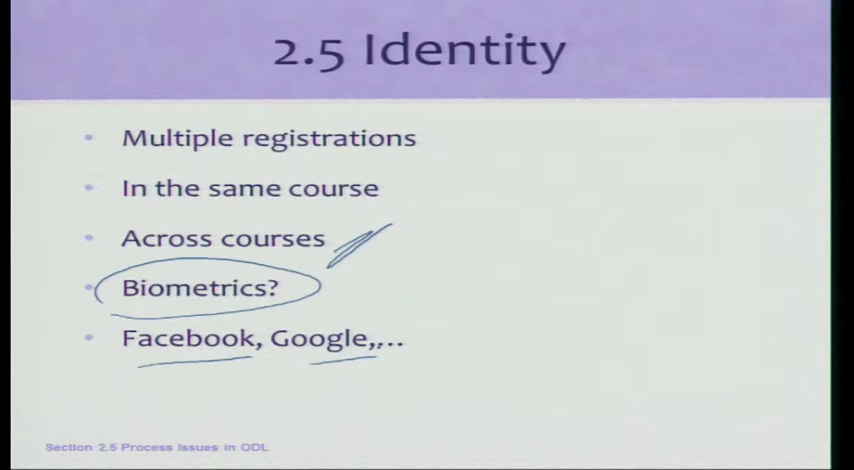 2.5 Identity
• Multiple registrations
• In the same course
• Across courses
• Biometrics?
• Facebook, Google,...
Section 2.5 Process Issues in ODL